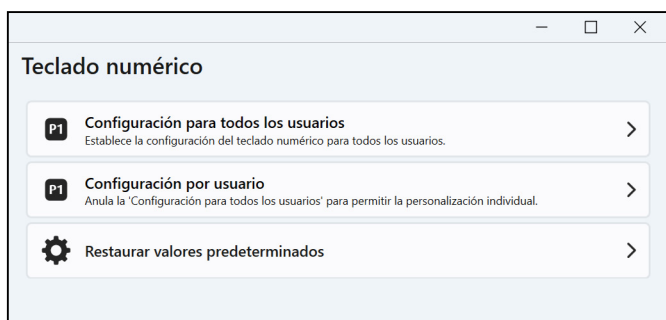 Teclado numérico
P1
Configuración para todos los usuarios
Establece la configuración del teclado numérico para todos los usuarios.
P1
Configuración por usuario
Anula la 'Configuración para todos los usuarios' para permitir la personalización individual.
Restaurar valores predeterminados